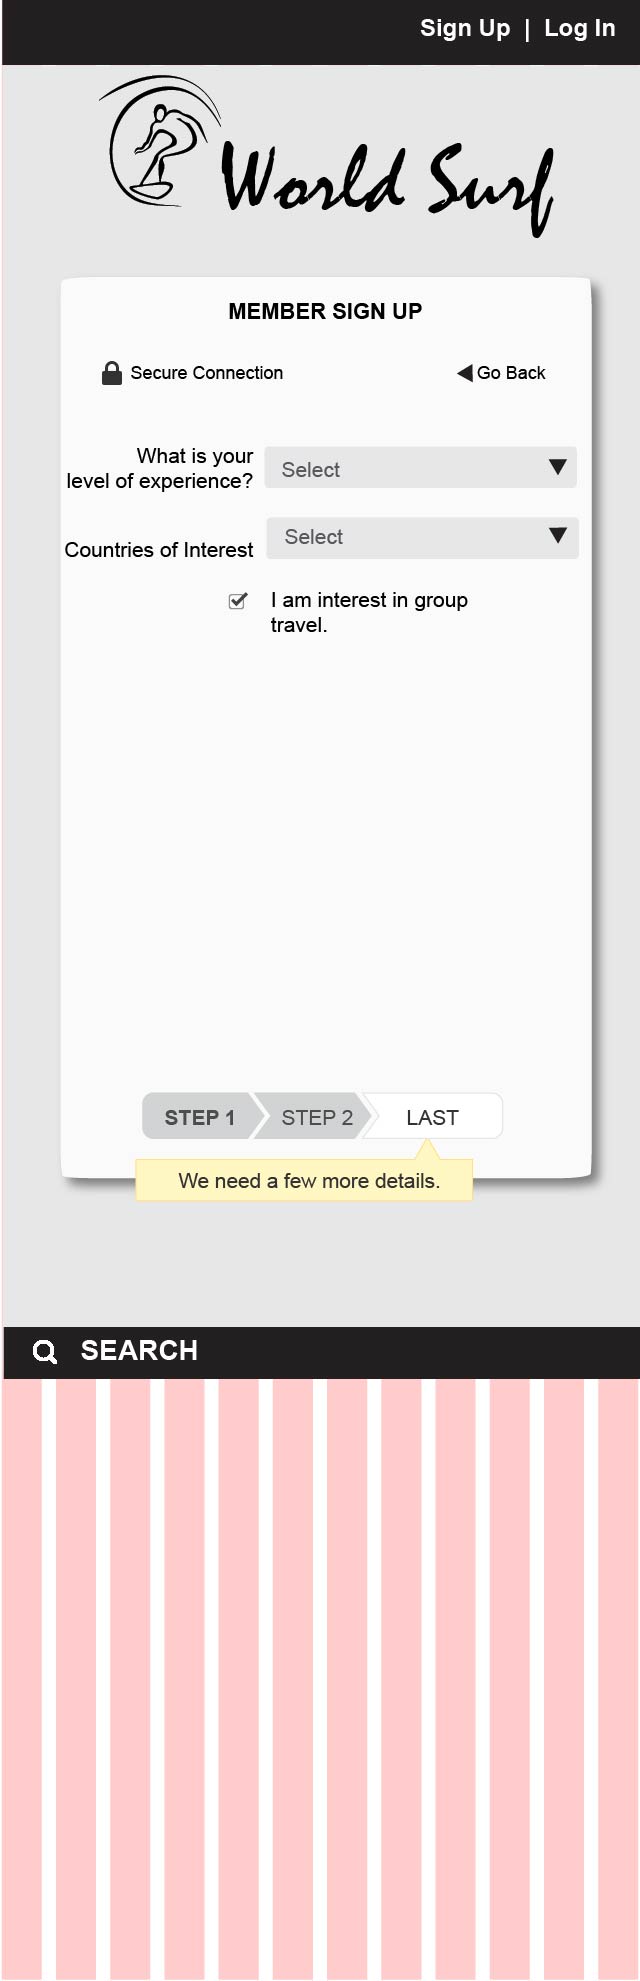 Sign Up | Log In
World Surf
MEMBER SIGN UP
Secure Connection
Go Back
What is your
level of experience?
Select
Countries of Interest
Select
I am interest in group
travel.
STEP 1
STEP 2
LAST
We need a few more details.
SEARCH